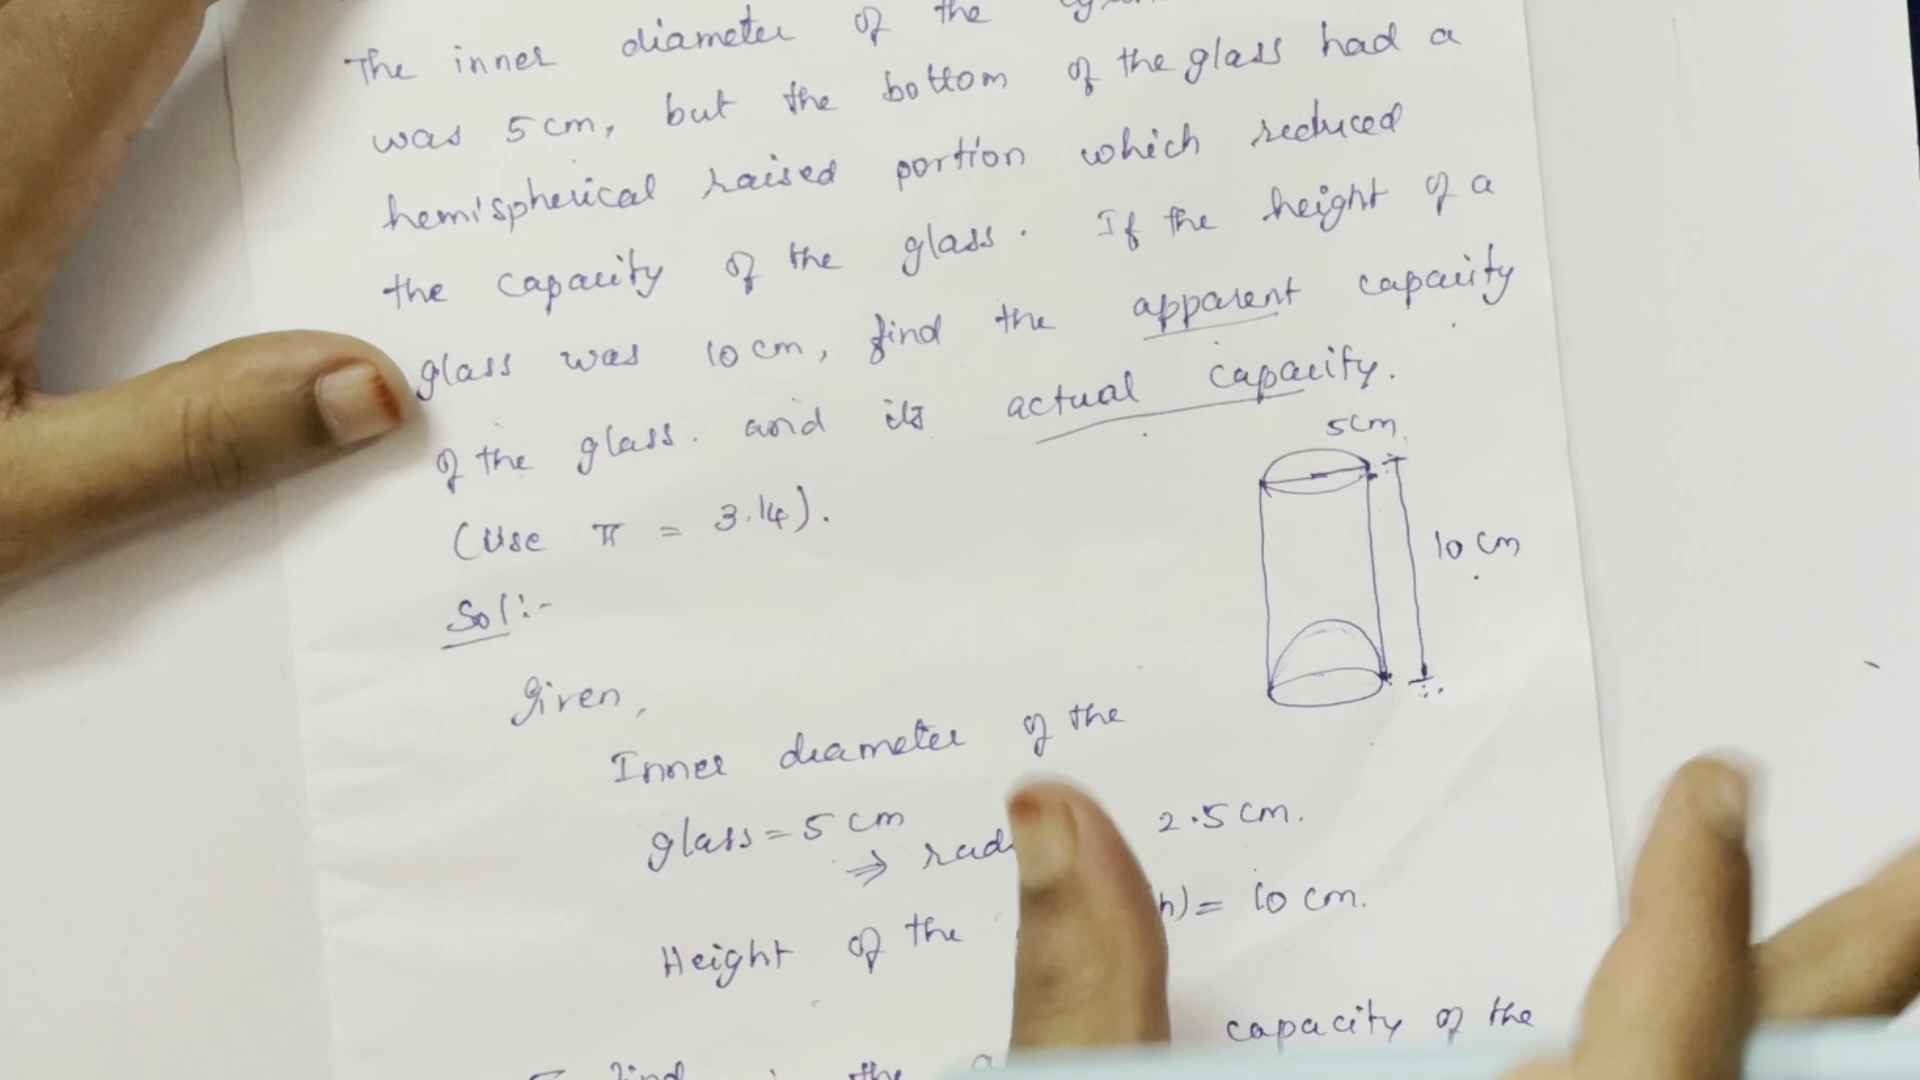 The inner diameter of the
was 5 cm, but the bottom of the glass had a
hemispherical raised portion which reduced
the capacity of the glass. If the height of a
glass was 10 cm, find the apparent capacity
of the glass. and its actual capacity.
(Use π = 3.14).
5cm
10 cm
Sol:-
Given,
Inner diameter of the
glass = 5 cm
⇒ 2.5 cm.
Height of the h) = 10 cm.
find the capacity of the